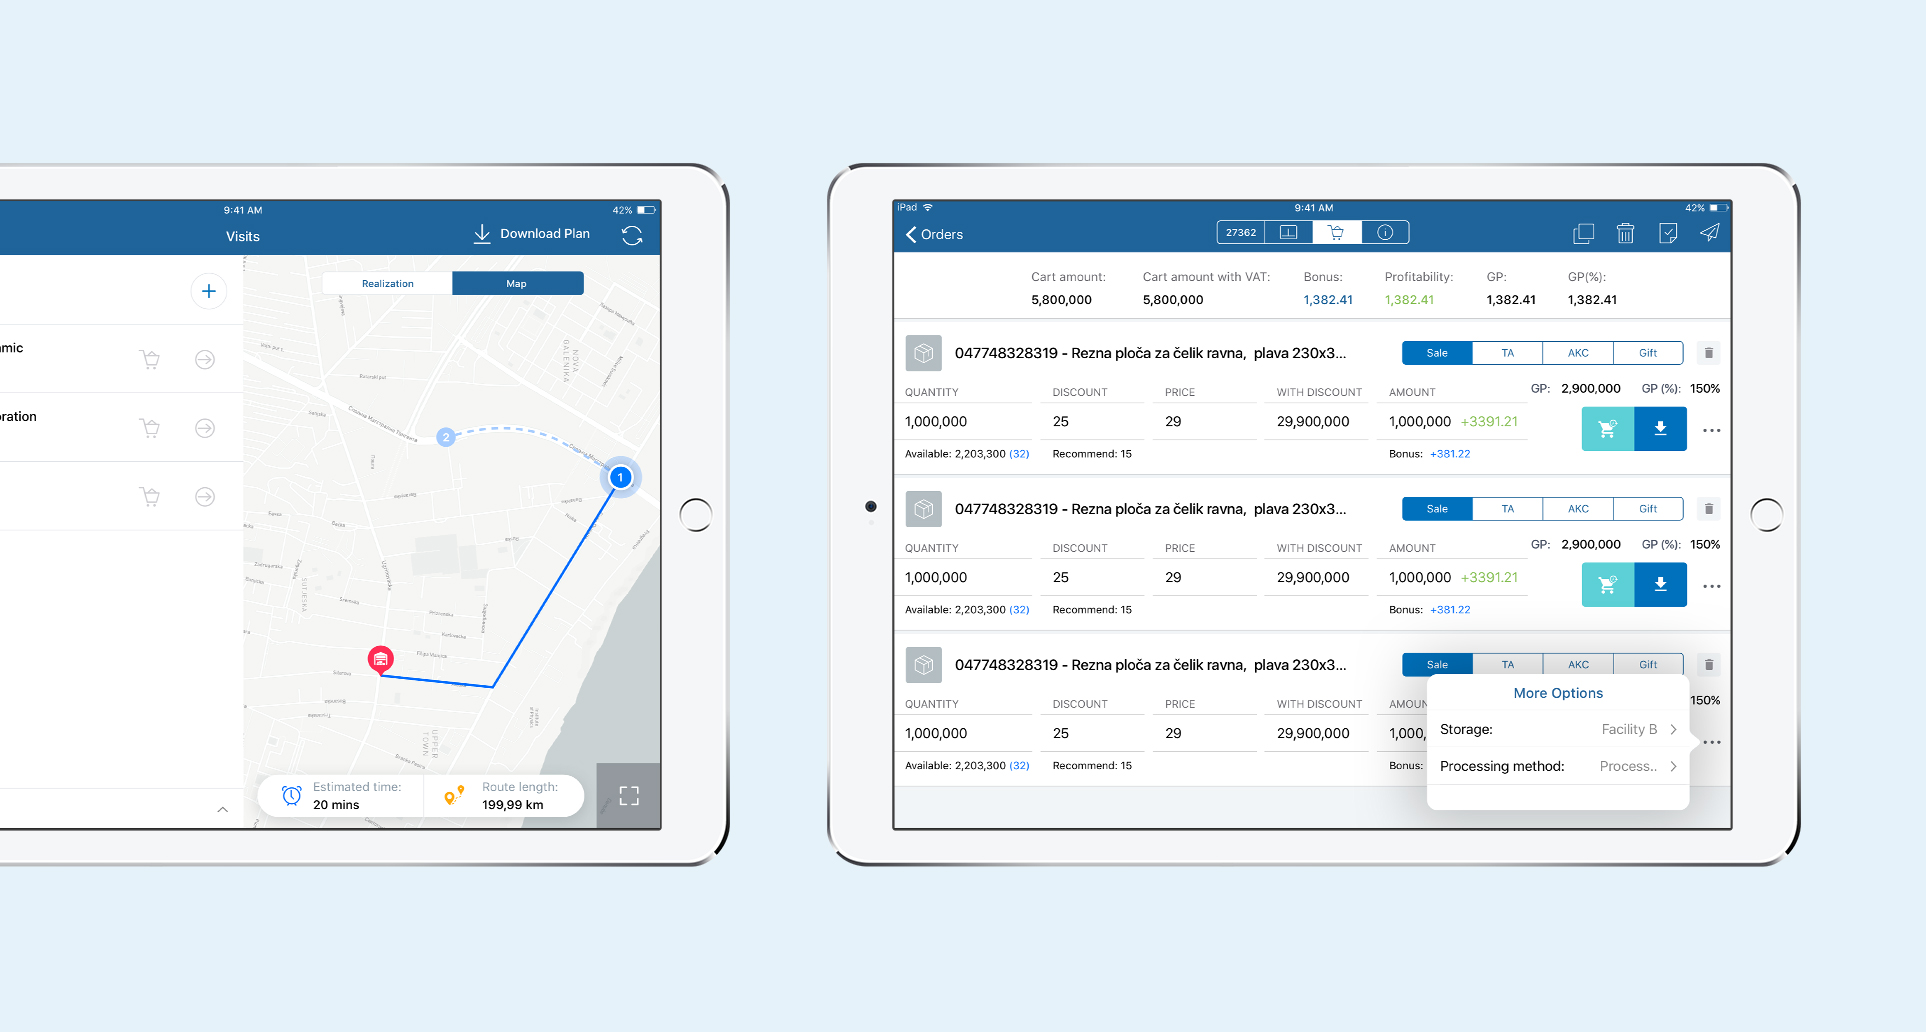 9:41 AM
42%
Visits
Download Plan
Realization
Map
amic
oration
NOVA
GALENIKA
SUTJESKA
UPPER
TOWN
2
1
Estimated time:
20 mins
Route length:
199,99 km
iPad
9:41 AM
42%
Orders
27362
Cart amount:
5,800,000
Cart amount with VAT:
5,800,000
Bonus:
1,382.41
Profitability:
1,382.41
GP:
1,382.41
GP(%):
1,382.41
047748328319 - Rezna ploča za čelik ravna, plava 230x3...
Sale TA AKC Gift
QUANTITY DISCOUNT PRICE WITH DISCOUNT AMOUNT
GP: 2,900,000 GP (%): 150%
1,000,000 25 29 29,900,000 1,000,000 +3391.21
Available: 2,203,300 (32) Recommend: 15 Bonus: +381.22
047748328319 - Rezna ploča za čelik ravna, plava 230x3...
Sale TA AKC Gift
QUANTITY DISCOUNT PRICE WITH DISCOUNT AMOUNT
GP: 2,900,000 GP (%): 150%
1,000,000 25 29 29,900,000 1,000,000 +3391.21
Available: 2,203,300 (32) Recommend: 15 Bonus: +381.22
047748328319 - Rezna ploča za čelik ravna, plava 230x3...
Sale TA AKC Gift
QUANTITY DISCOUNT PRICE WITH DISCOUNT AMOUN
150%
1,000,000 25 29 29,900,000 1,000,
Available: 2,203,300 (32) Recommend: 15 Bonus:
More Options
Storage: Facility B
Processing method: Process..